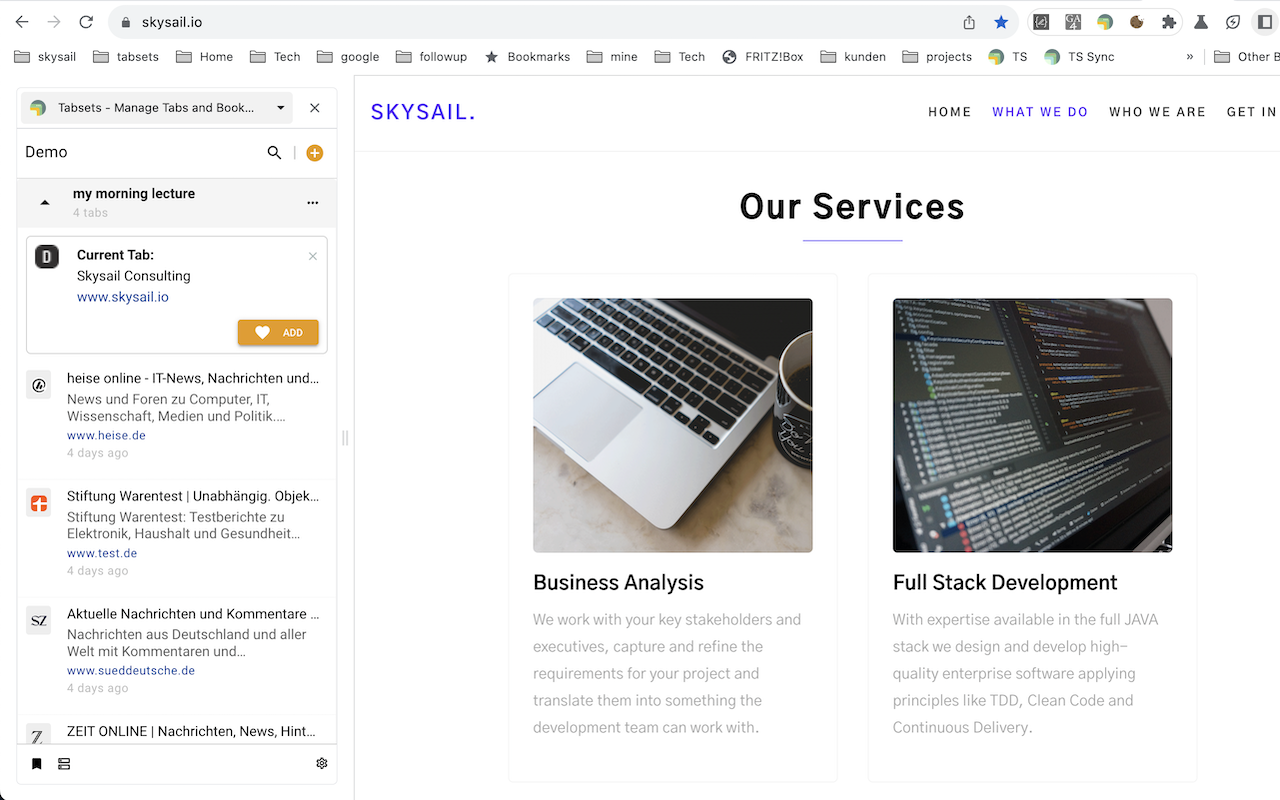 skysail.io
skysail
tabsets
Home
Tech
google
followup
Bookmarks
mine
Tech
FRITZ!Box
kunden
projects
TS
TS Sync
»
Other B
Tabsets - Manage Tabs and Book...
Demo
my morning lecture
4 tabs
D
Current Tab:
Skysail Consulting
www.skysail.io
ADD
heise online - IT-News, Nachrichten und...
News und Foren zu Computer, IT,
Wissenschaft, Medien und Politik....
www.heise.de
4 days ago
Stiftung Warentest | Unabhängig. Objek...
Stiftung Warentest: Testberichte zu
Elektronik, Haushalt und Gesundheit...
www.test.de
4 days ago
SZ
Aktuelle Nachrichten und Kommentare ...
Nachrichten aus Deutschland und aller
Welt mit Kommentaren und...
www.sueddeutsche.de
4 days ago
Z
ZEIT ONLINE | Nachrichten, News, Hint...
SKYSAIL.
HOME
WHAT WE DO
WHO WE ARE
GET IN
Our Services
Business Analysis
We work with your key stakeholders and
executives, capture and refine the
requirements for your project and
translate them into something the
development team can work with.
Full Stack Development
With expertise available in the full JAVA
stack we design and develop high-
quality enterprise software applying
principles like TDD, Clean Code and
Continuous Delivery.